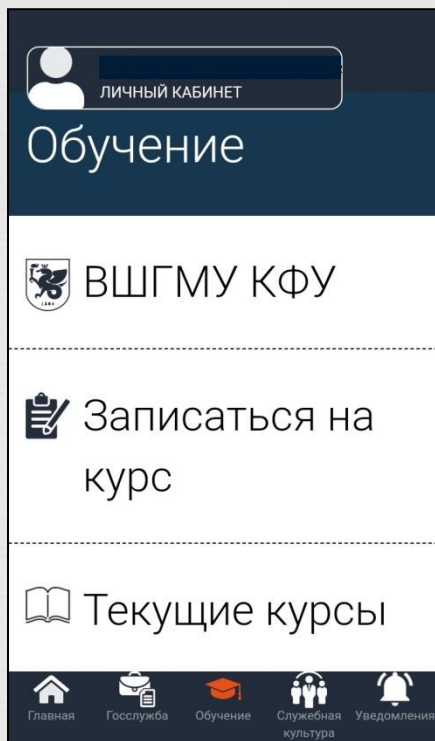 ЛИЧНЫЙ КАБИНЕТ
Обучение
ВШГМУ КФУ
Записаться на
курс
Текущие курсы
Главная
Госслужба
Обучение
Служебная
культура
Уведомления